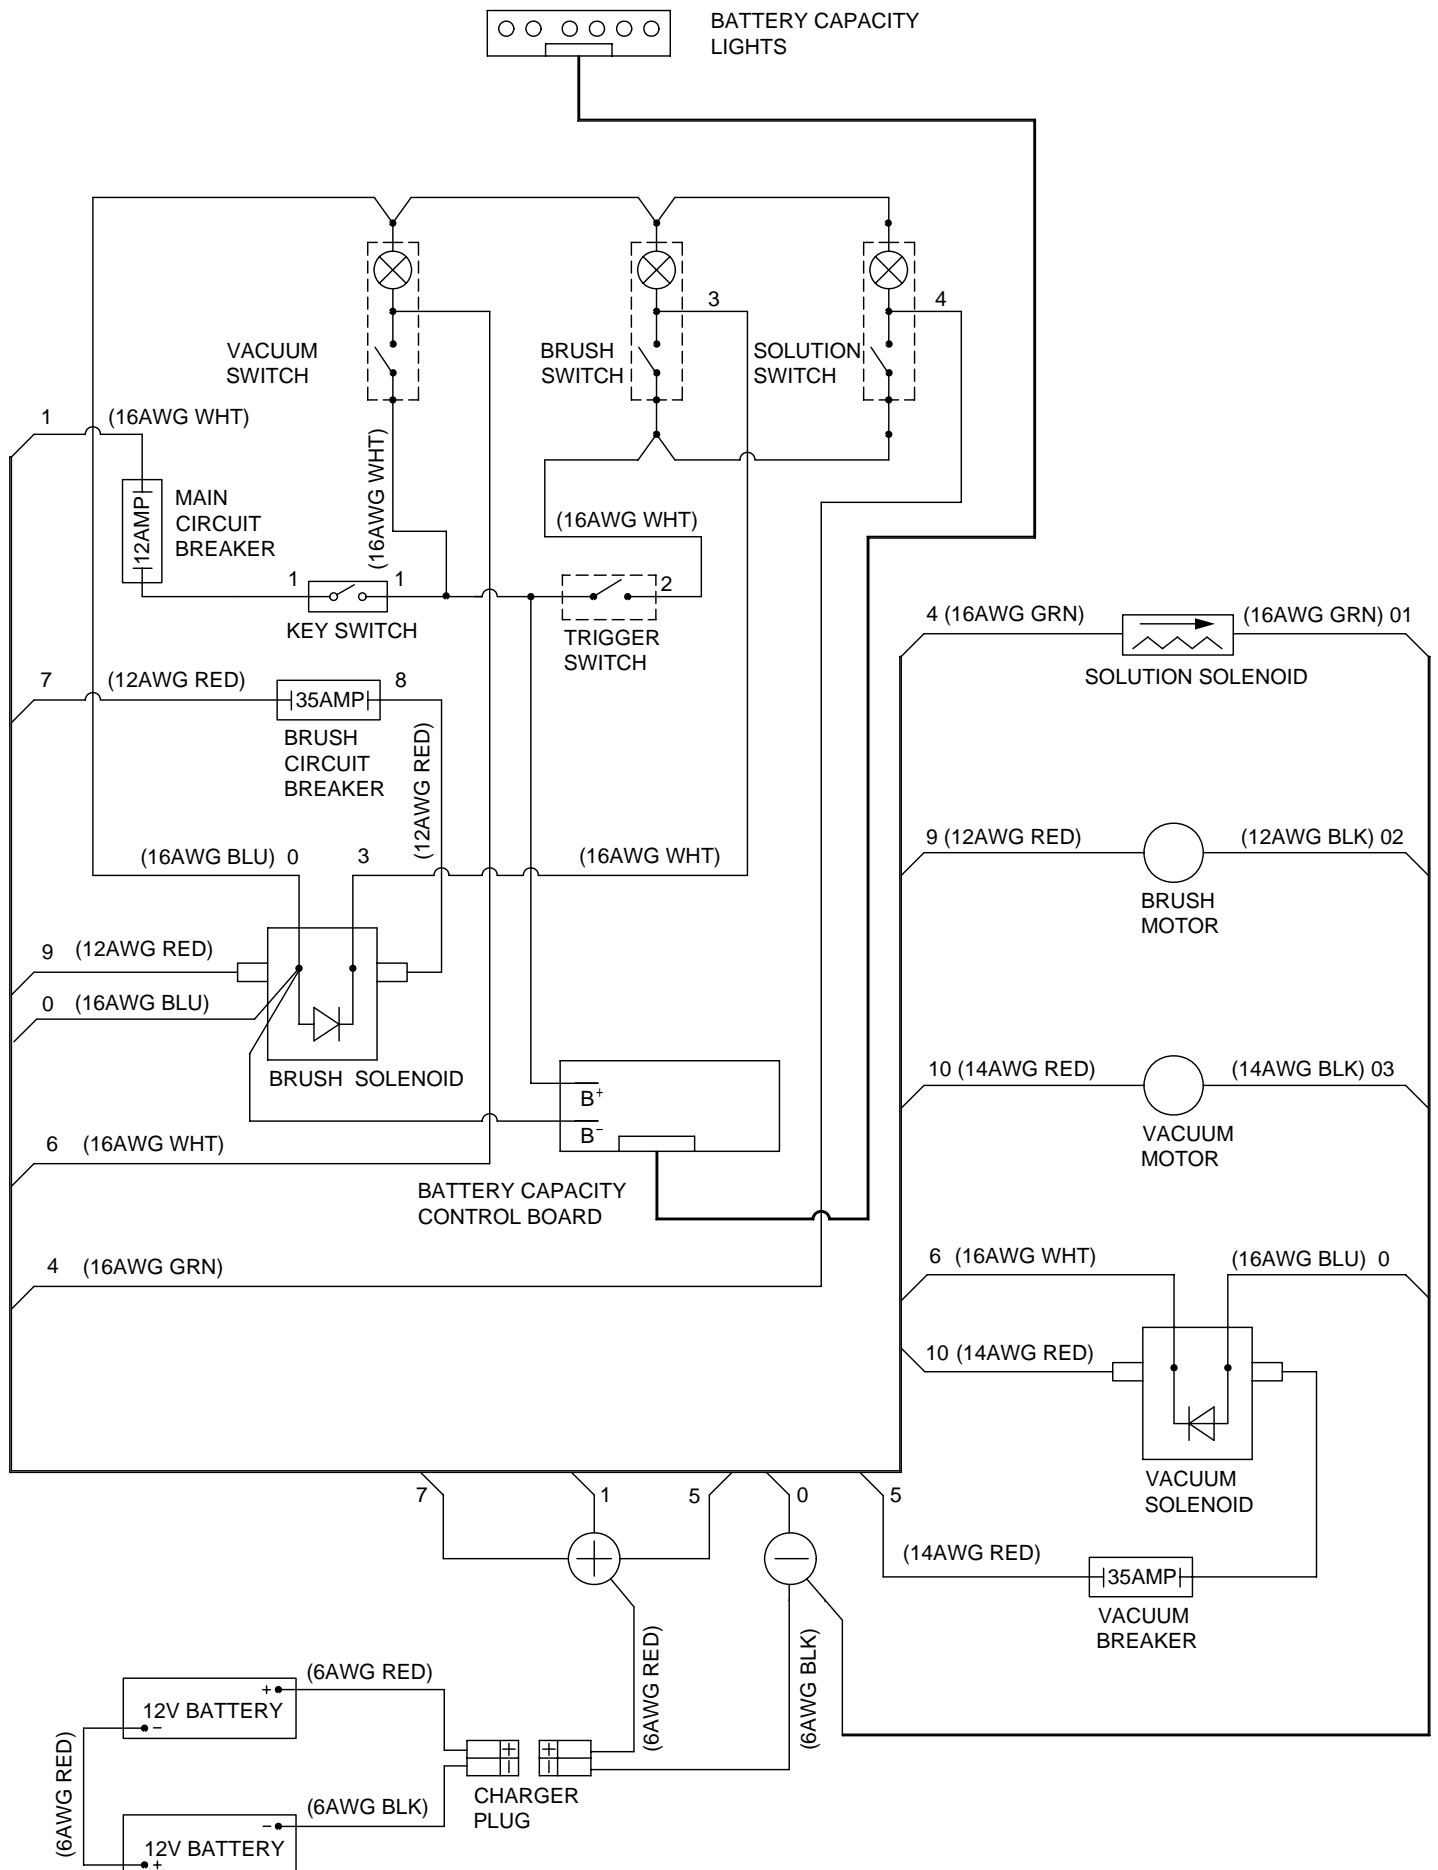 BATTERY CAPACITY
LIGHTS
3
4
VACUUM
SWITCH
BRUSH
SWITCH
SOLUTION
SWITCH
1
(16AWG WHT)
(16AWG WHT)
12AMP
MAIN
CIRCUIT
BREAKER
(16AWG WHT)
1
1
KEY SWITCH
2
TRIGGER
SWITCH
4 (16AWG GRN)
(16AWG GRN) 01
SOLUTION SOLENOID
7
(12AWG RED)
35AMP
8
BRUSH
CIRCUIT
BREAKER
(12AWG RED)
9 (12AWG RED)
(12AWG BLK) 02
BRUSH
MOTOR
(16AWG BLU) 0
3
(16AWG WHT)
9 (12AWG RED)
0 (16AWG BLU)
BRUSH SOLENOID
B+
B-
BATTERY CAPACITY
CONTROL BOARD
10 (14AWG RED)
(14AWG BLK) 03
VACUUM
MOTOR
6 (16AWG WHT)
4 (16AWG GRN)
6 (16AWG WHT)
(16AWG BLU) 0
10 (14AWG RED)
VACUUM
SOLENOID
7
1
5
0
5
+
−
(14AWG RED)
35AMP
VACUUM
BREAKER
(6AWG RED)
(6AWG BLK)
(6AWG RED)
+
12V BATTERY
−
(6AWG RED)
+
−
+
−
CHARGER
PLUG
(6AWG BLK)
−
12V BATTERY
+